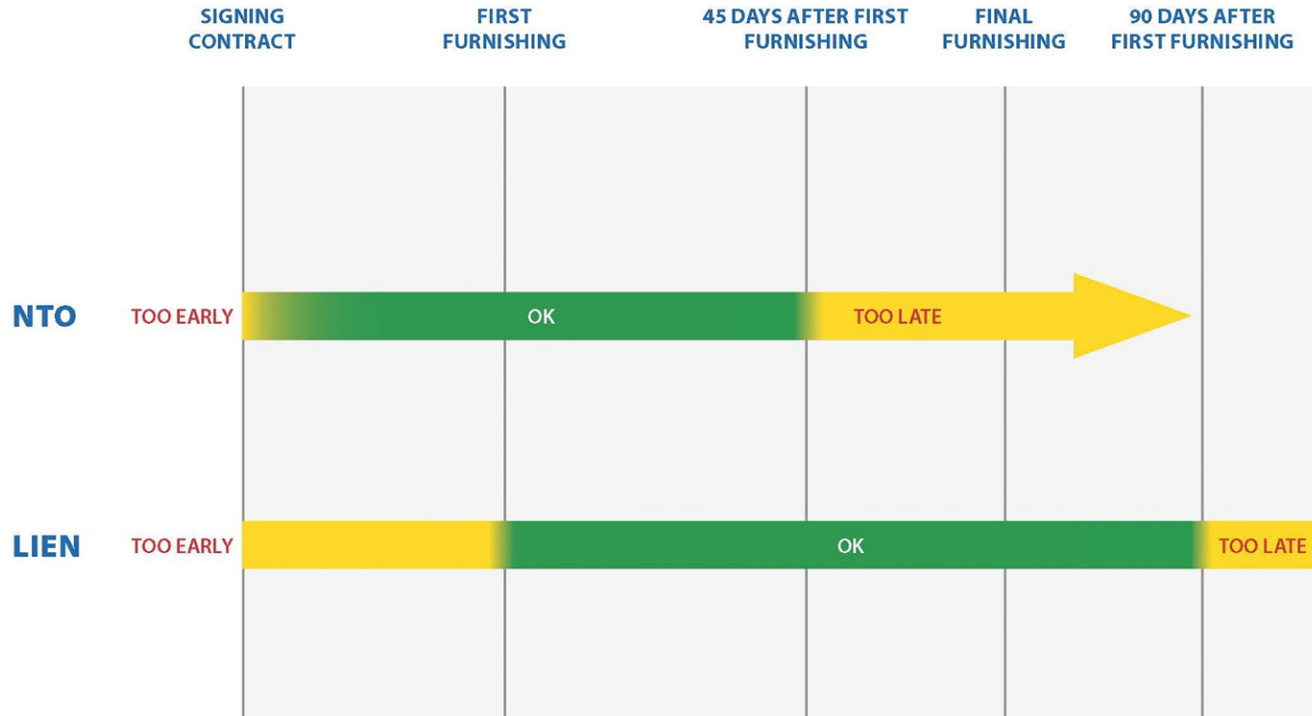 SIGNING
CONTRACT
FIRST
FURNISHING
45 DAYS AFTER FIRST
FURNISHING
FINAL
FURNISHING
90 DAYS AFTER
FIRST FURNISHING
NTO
TOO EARLY
OK
TOO LATE
LIEN
TOO EARLY
OK
TOO LATE